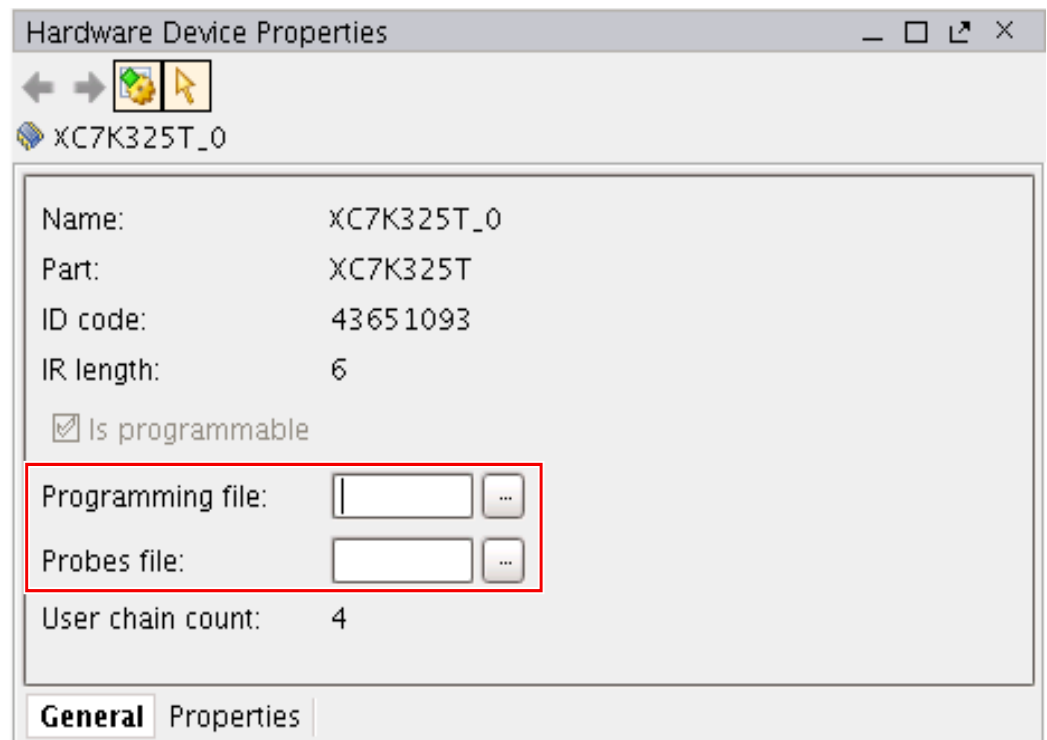 Hardware Device Properties
XC7K325T_0
Name: XC7K325T_0
Part: XC7K325T
ID code: 43651093
IR length: 6
Is programmable
Programming file: ...
Probes file: ...
User chain count: 4
General Properties